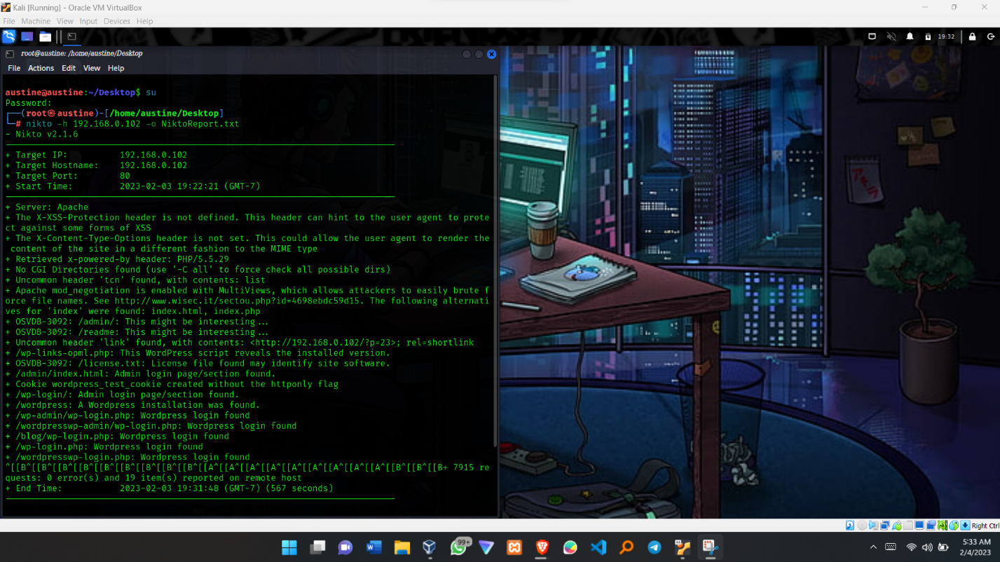 Kali [Running] - Oracle VM VirtualBox
File Machine View Input Devices Help
19:32
root@austine: /home/austine/Desktop
File Actions Edit View Help
austine@austine:~/Desktop$ su
Password:
┌──(root㉿austine)-[/home/austine/Desktop]
└─# nikto -h 192.168.0.102 -o NiktoReport.txt
- Nikto v2.1.6
+ Target IP: 192.168.0.102
+ Target Hostname: 192.168.0.102
+ Target Port: 80
+ Start Time: 2023-02-03 19:22:21 (GMT-7)
+ Server: Apache
+ The X-XSS-Protection header is not defined. This header can hint to the user agent to prote
ct against some forms of XSS
+ The X-Content-Type-Options header is not set. This could allow the user agent to render the
content of the site in a different fashion to the MIME type
+ Retrieved x-powered-by header: PHP/5.5.29
+ No CGI Directories found (use '-C all' to force check all possible dirs)
+ Uncommon header 'tcn' found, with contents: list
+ Apache mod_negotiation is enabled with MultiViews, which allows attackers to easily brute f
orce file names. See http://www.wisec.it/sectou.php?id=4698ebdc59d15. The following alternati
ves for 'index' were found: index.html, index.php
+ OSVDB-3092: /admin/: This might be interesting...
+ OSVDB-3092: /readme: This might be interesting...
+ Uncommon header 'link' found, with contents: <http://192.168.0.102/?p=23>; rel=shortlink
+ /wp-links-opml.php: This WordPress script reveals the installed version.
+ OSVDB-3092: /license.txt: License file found may identify site software.
+ /admin/index.html: Admin login page/section found.
+ Cookie wordpress_test_cookie created without the httponly flag
+ /wp-login/: Admin login page/section found.
+ /wordpress: A Wordpress installation was found.
+ /wp-admin/wp-login.php: Wordpress login found
+ /wordpresswp-admin/wp-login.php: Wordpress login found
+ /blog/wp-login.php: Wordpress login found
+ /wp-login.php: Wordpress login found
+ /wordpresswp-login.php: Wordpress login found
^[[B^[[B^[[B^[[B^[[B^[[B^[[B^[[B^[[B^[[A^[[A^[[A^[[A^[[A^[[A^[[A^[[A^[[A^[[B^[[B^[[B+ 7915 re
quests: 0 error(s) and 19 item(s) reported on remote host
+ End Time: 2023-02-03 19:31:48 (GMT-7) (567 seconds)
Right Ctrl
99+
5:33 AM
2/4/2023